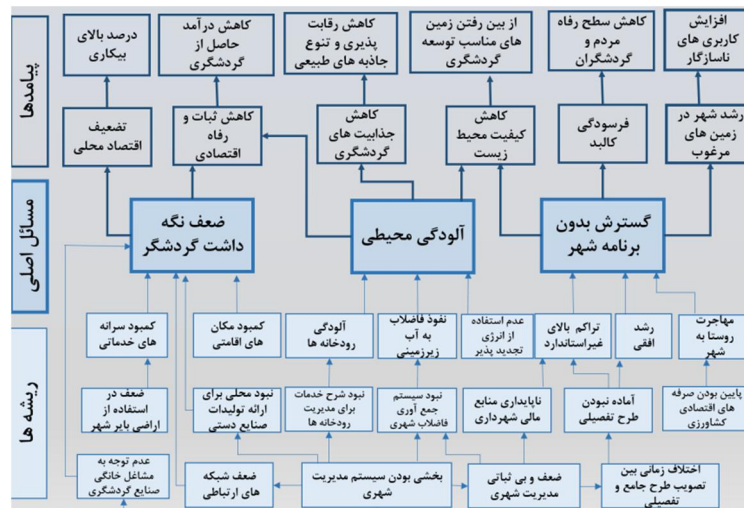 پیامدها
افزایش
کاربری های
ناسازگار
کاهش سطح رفاه
مردم و
گردشگران
از بین رفتن زمین
های مناسب توسعه
گردشگری
کاهش رقابت
پذیری و تنوع
جاذبه های طبیعی
کاهش درآمد
حاصل از
گردشگری
درصد بالای
بیکاری
رشد شهر در
زمین های
مرغوب
فرسودگی
کالبد
کاهش
کیفیت محیط
زیست
کاهش
جذابیت های
گردشگری
کاهش ثبات و
رفاه
اقتصادی
تضعیف
اقتصاد محلی
مسائل اصلی
گسترش بدون
برنامه شهر
آلودگی محیطی
ضعف نگه
داشت گردشگر
ریشه ها
مهاجرت
روستا به
شهر
رشد
افقی
تراکم بالای
غیراستاندارد
عدم استفاده
از انرژی
تجدید پذیر
نفوذ فاضلاب
به آب
زیرزمینی
آلودگی
رودخانه ها
کمبود مکان
های اقامتی
کمبود سرانه
های خدماتی
پایین بودن صرفه
های اقتصادی
کشاورزی
آماده نبودن
طرح تفصیلی
ناپایداری منابع
مالی شهرداری
نبود سیستم
جمع آوری
فاضلاب شهری
نبود شرح خدمات
برای مدیریت
رودخانه ها
نبود محلی برای
ارائه تولیدات
صنایع دستی
ضعف در
استفاده از
اراضی بایر شهر
اختلاف زمانی بین
تصویب طرح جامع و
تفصیلی
ضعف و بی ثباتی
مدیریت شهری
بخشی بودن سیستم مدیریت
شهری
ضعف شبکه
های ارتباطی
عدم توجه به
مشاغل خانگی
صنایع گردشگری